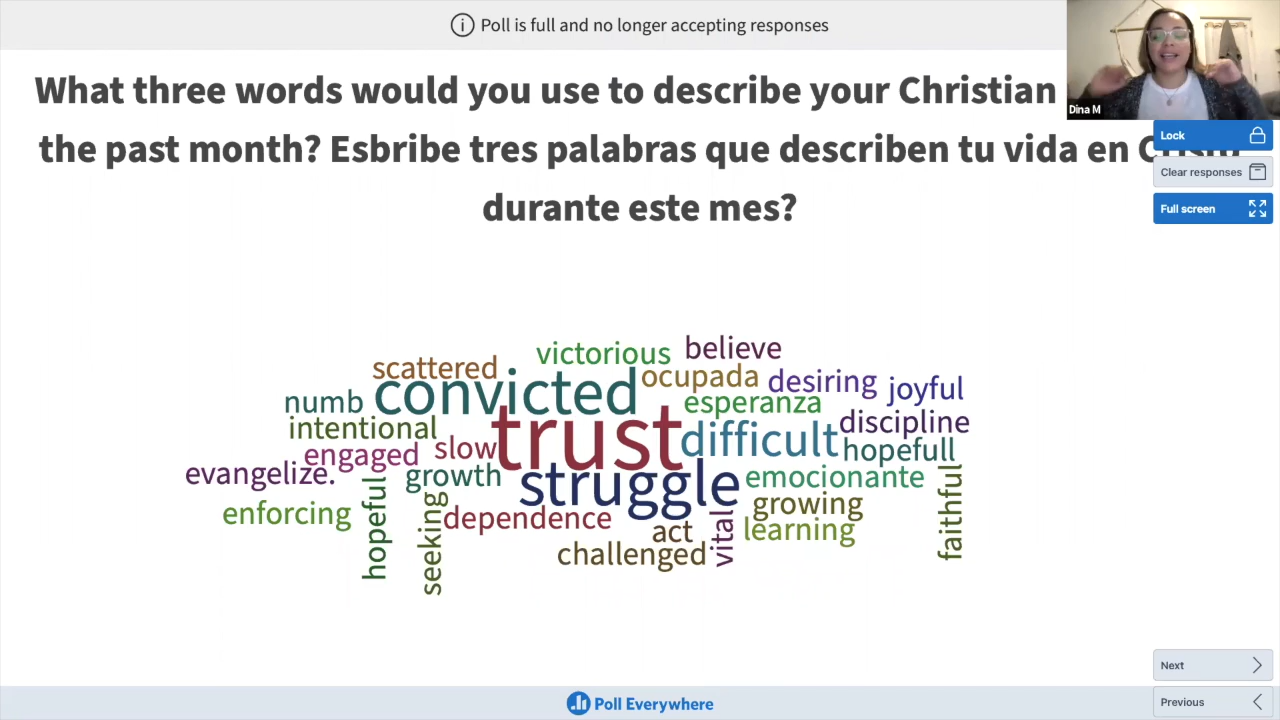 Poll is full and no longer accepting responses
What three words would you use to describe your Christian
the past month? Esbribe tres palabras que describen tu vida en
durante este mes?
Dina M
Lock
Clear responses
Full screen
victorious believe
scattered ocupada desiring joyful
numb convicted esperanza
intentional trust difficult discipline
engaged slow hopefull
evangelize. growth struggle emocionante
enforcing hopeful seeking dependence growing faithful
act vital learning
challenged
Next
Previous
Poll Everywhere